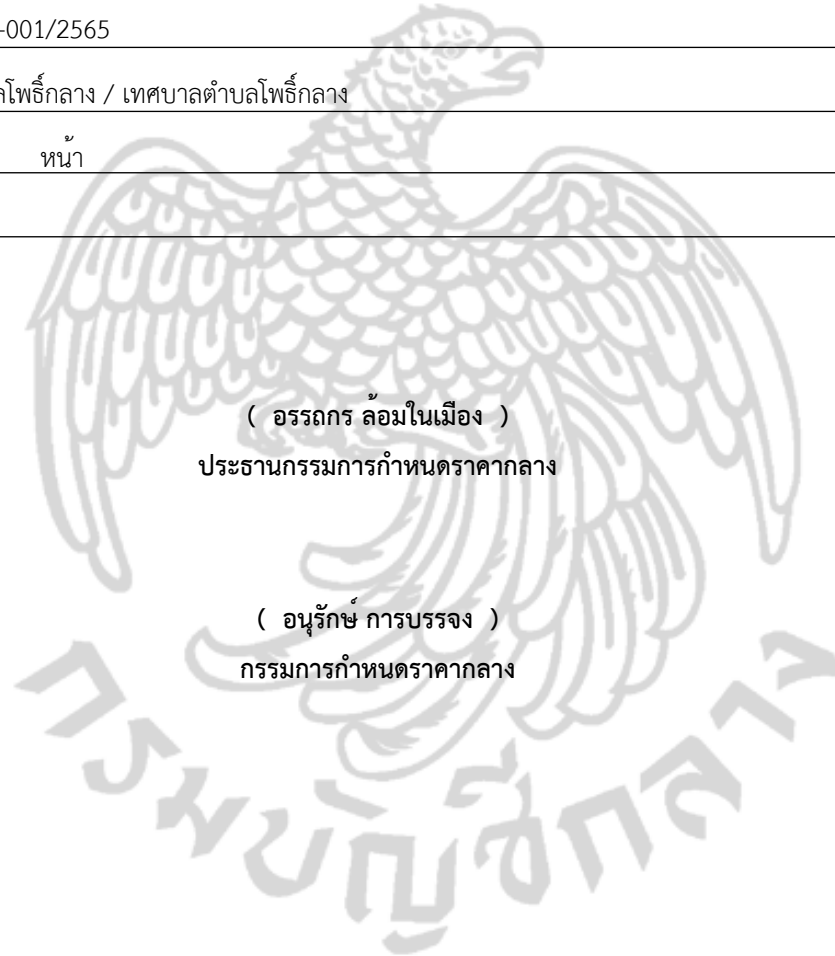 -001/2565
ลโพธิ์กลาง / เทศบาลตำบลโพธิ์กลาง
หน้า
( อรรถกร ล้อมในเมือง )
ประธานกรรมการกำหนดราคากลาง
( อนุรักษ์ การบรรจง )
กรรมการกำหนดราคากลาง
กรมบัญชีกลาง